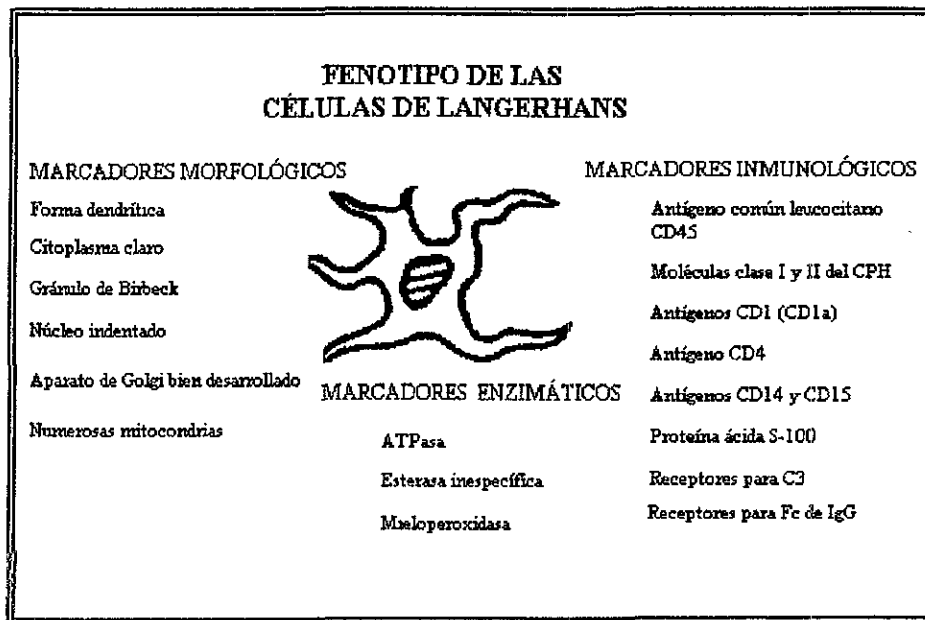 FENOTIPO DE LAS
CÉLULAS DE LANGERHANS
MARCADORES MORFOLÓGICOS
Forma dendrítica
Citoplasma claro
Gránulo de Birbeck
Núcleo indentado
Aparato de Golgi bien desarrollado
Numerosas mitocondrias
MARCADORES ENZIMÁTICOS
ATPasa
Esterasa inespecífica
Mieloperoxidasa
MARCADORES INMUNOLÓGICOS
Antígeno común leucocitano
CD45
Moléculas clase I y II del CPH
Antígenos CD1 (CD1a)
Antígeno CD4
Antígenos CD14 y CD15
Proteína ácida S-100
Receptores para C3
Receptores para Fc de IgG